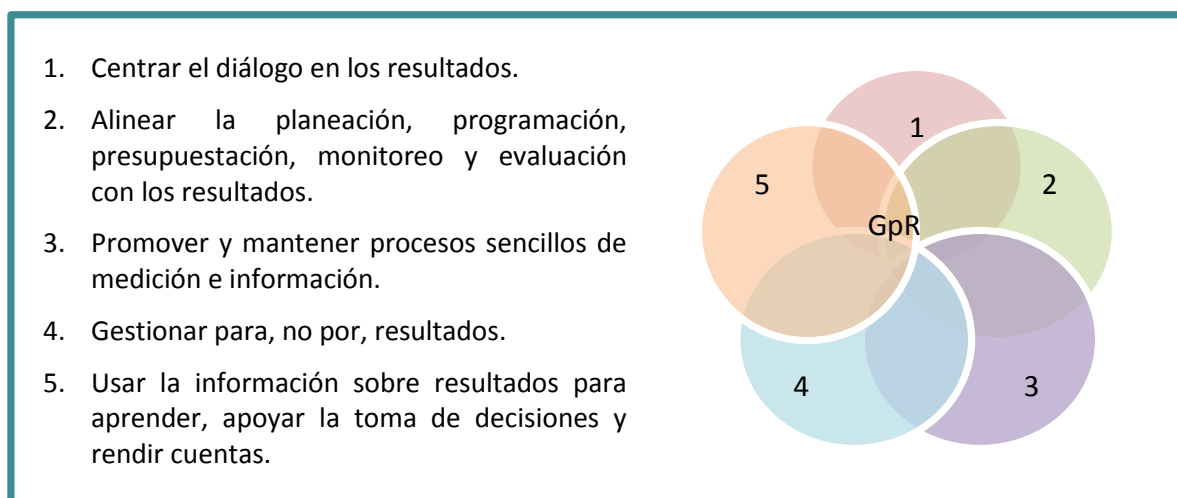 1. Centrar el diálogo en los resultados.
2. Alinear la planeación, programación,
presupuestación, monitoreo y evaluación
con los resultados.
3. Promover y mantener procesos sencillos de
medición e información.
4. Gestionar para, no por, resultados.
5. Usar la información sobre resultados para
aprender, apoyar la toma de decisiones y
rendir cuentas.
1
2
5
GpR
4
3